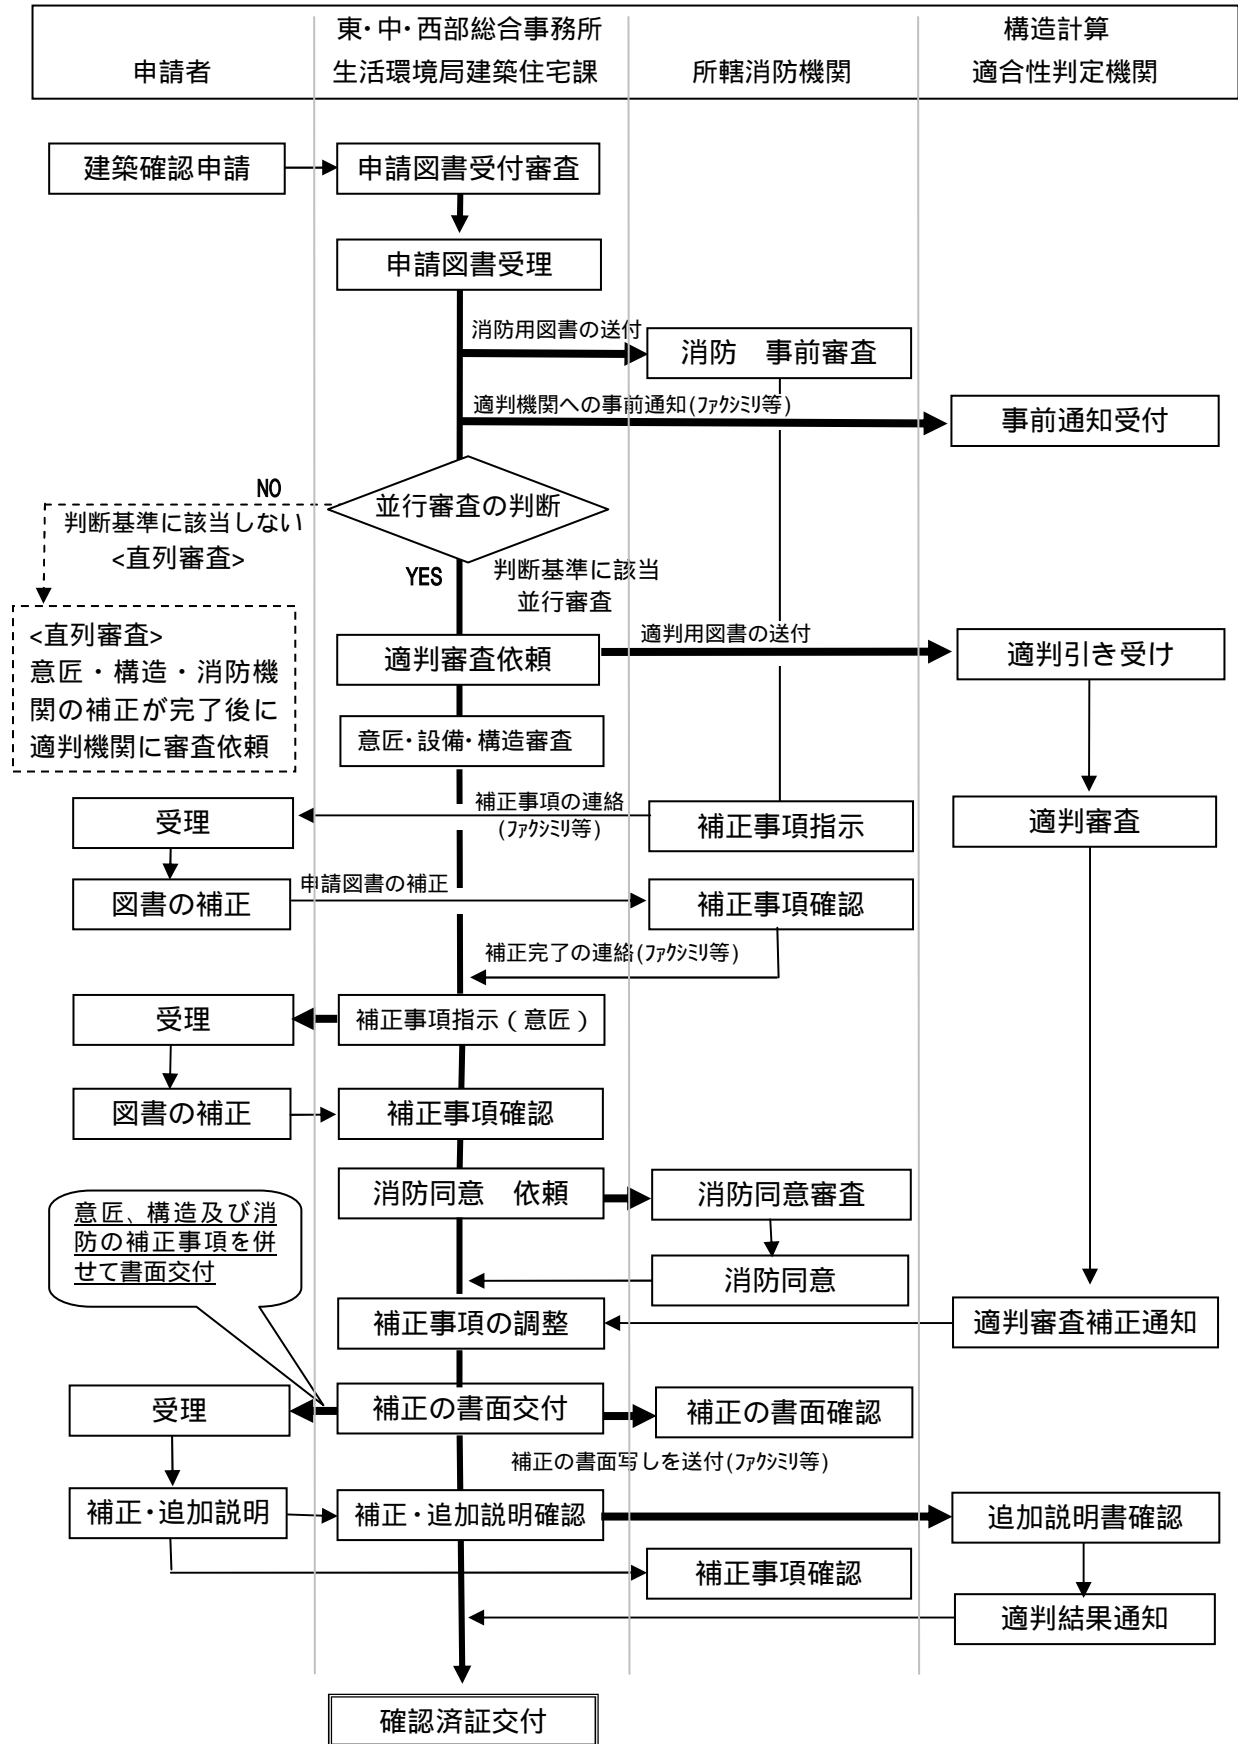 東・中・西部総合事務所
構造計算
申請者
生活環境局建築住宅課
所轄消防機関
適合性判定機関
建築確認申請
申請図書受付審査
申請図書受理
消防用図書の送付
消防　事前審査
適判機関への事前通知(ﾌｧｸｼﾐﾘ等)
事前通知受付
NO
並行審査の判断
判断基準に該当しない
<直列審査>
YES
判断基準に該当
並行審査
<直列審査>
意匠・構造・消防機
関の補正が完了後に
適判機関に審査依頼
適判審査依頼
適判用図書の送付
適判引き受け
意匠・設備・構造審査
受理
補正事項の連絡
(ﾌｧｸｼﾐﾘ等)
補正事項指示
適判審査
図書の補正
申請図書の補正
補正事項確認
補正完了の連絡(ﾌｧｸｼﾐﾘ等)
受理
補正事項指示（意匠）
図書の補正
補正事項確認
消防同意　依頼
消防同意審査
意匠、構造及び消
防の補正事項を併
せて書面交付
消防同意
補正事項の調整
適判審査補正通知
受理
補正の書面交付
補正の書面確認
補正の書面写しを送付(ﾌｧｸｼﾐﾘ等)
補正・追加説明
補正・追加説明確認
追加説明書確認
補正事項確認
適判結果通知
確認済証交付